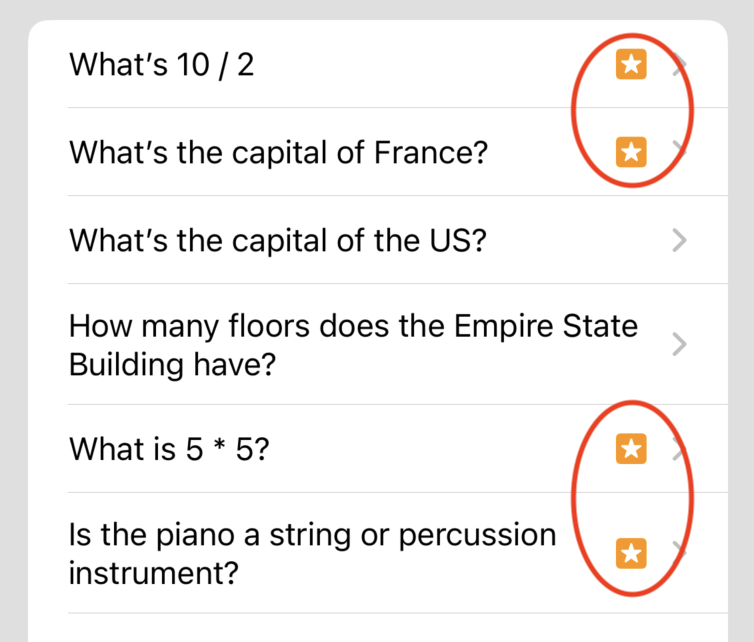 What's 10 / 2
What's the capital of France?
What's the capital of the US?
How many floors does the Empire State
Building have?
What is 5 * 5?
Is the piano a string or percussion
instrument?